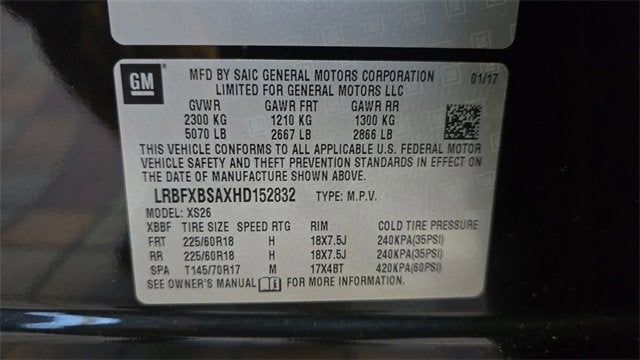 GM
MFD BY SAIC GENERAL MOTORS CORPORATION 01/17
LIMITED FOR GENERAL MOTORS LLC
GVWR GAWR FRT GAWR RR
2300 KG 1210 KG 1300 KG
5070 LB 2667 LB 2866 LB
THIS VEHICLE CONFORMS TO ALL APPLICABLE U.S. FEDERAL MOTOR
VEHICLE SAFETY AND THEFT PREVENTION STANDARDS IN EFFECT ON
THE DATE OF MANUFACTURE SHOWN ABOVE.
LRBFXBSAXHD152832 TYPE: M.P.V.
MODEL: XS26
XBBF TIRE SIZE SPEED RTG RIM COLD TIRE PRESSURE
FRT 225/60R18 H 18X7.5J 240KPA(35PSI)
RR 225/60R18 H 18X7.5J 240KPA(35PSI)
SPA T145/70R17 M 17X4BT 420KPA(60PSI)
SEE OWNER'S MANUAL FOR MORE INFORMATION.